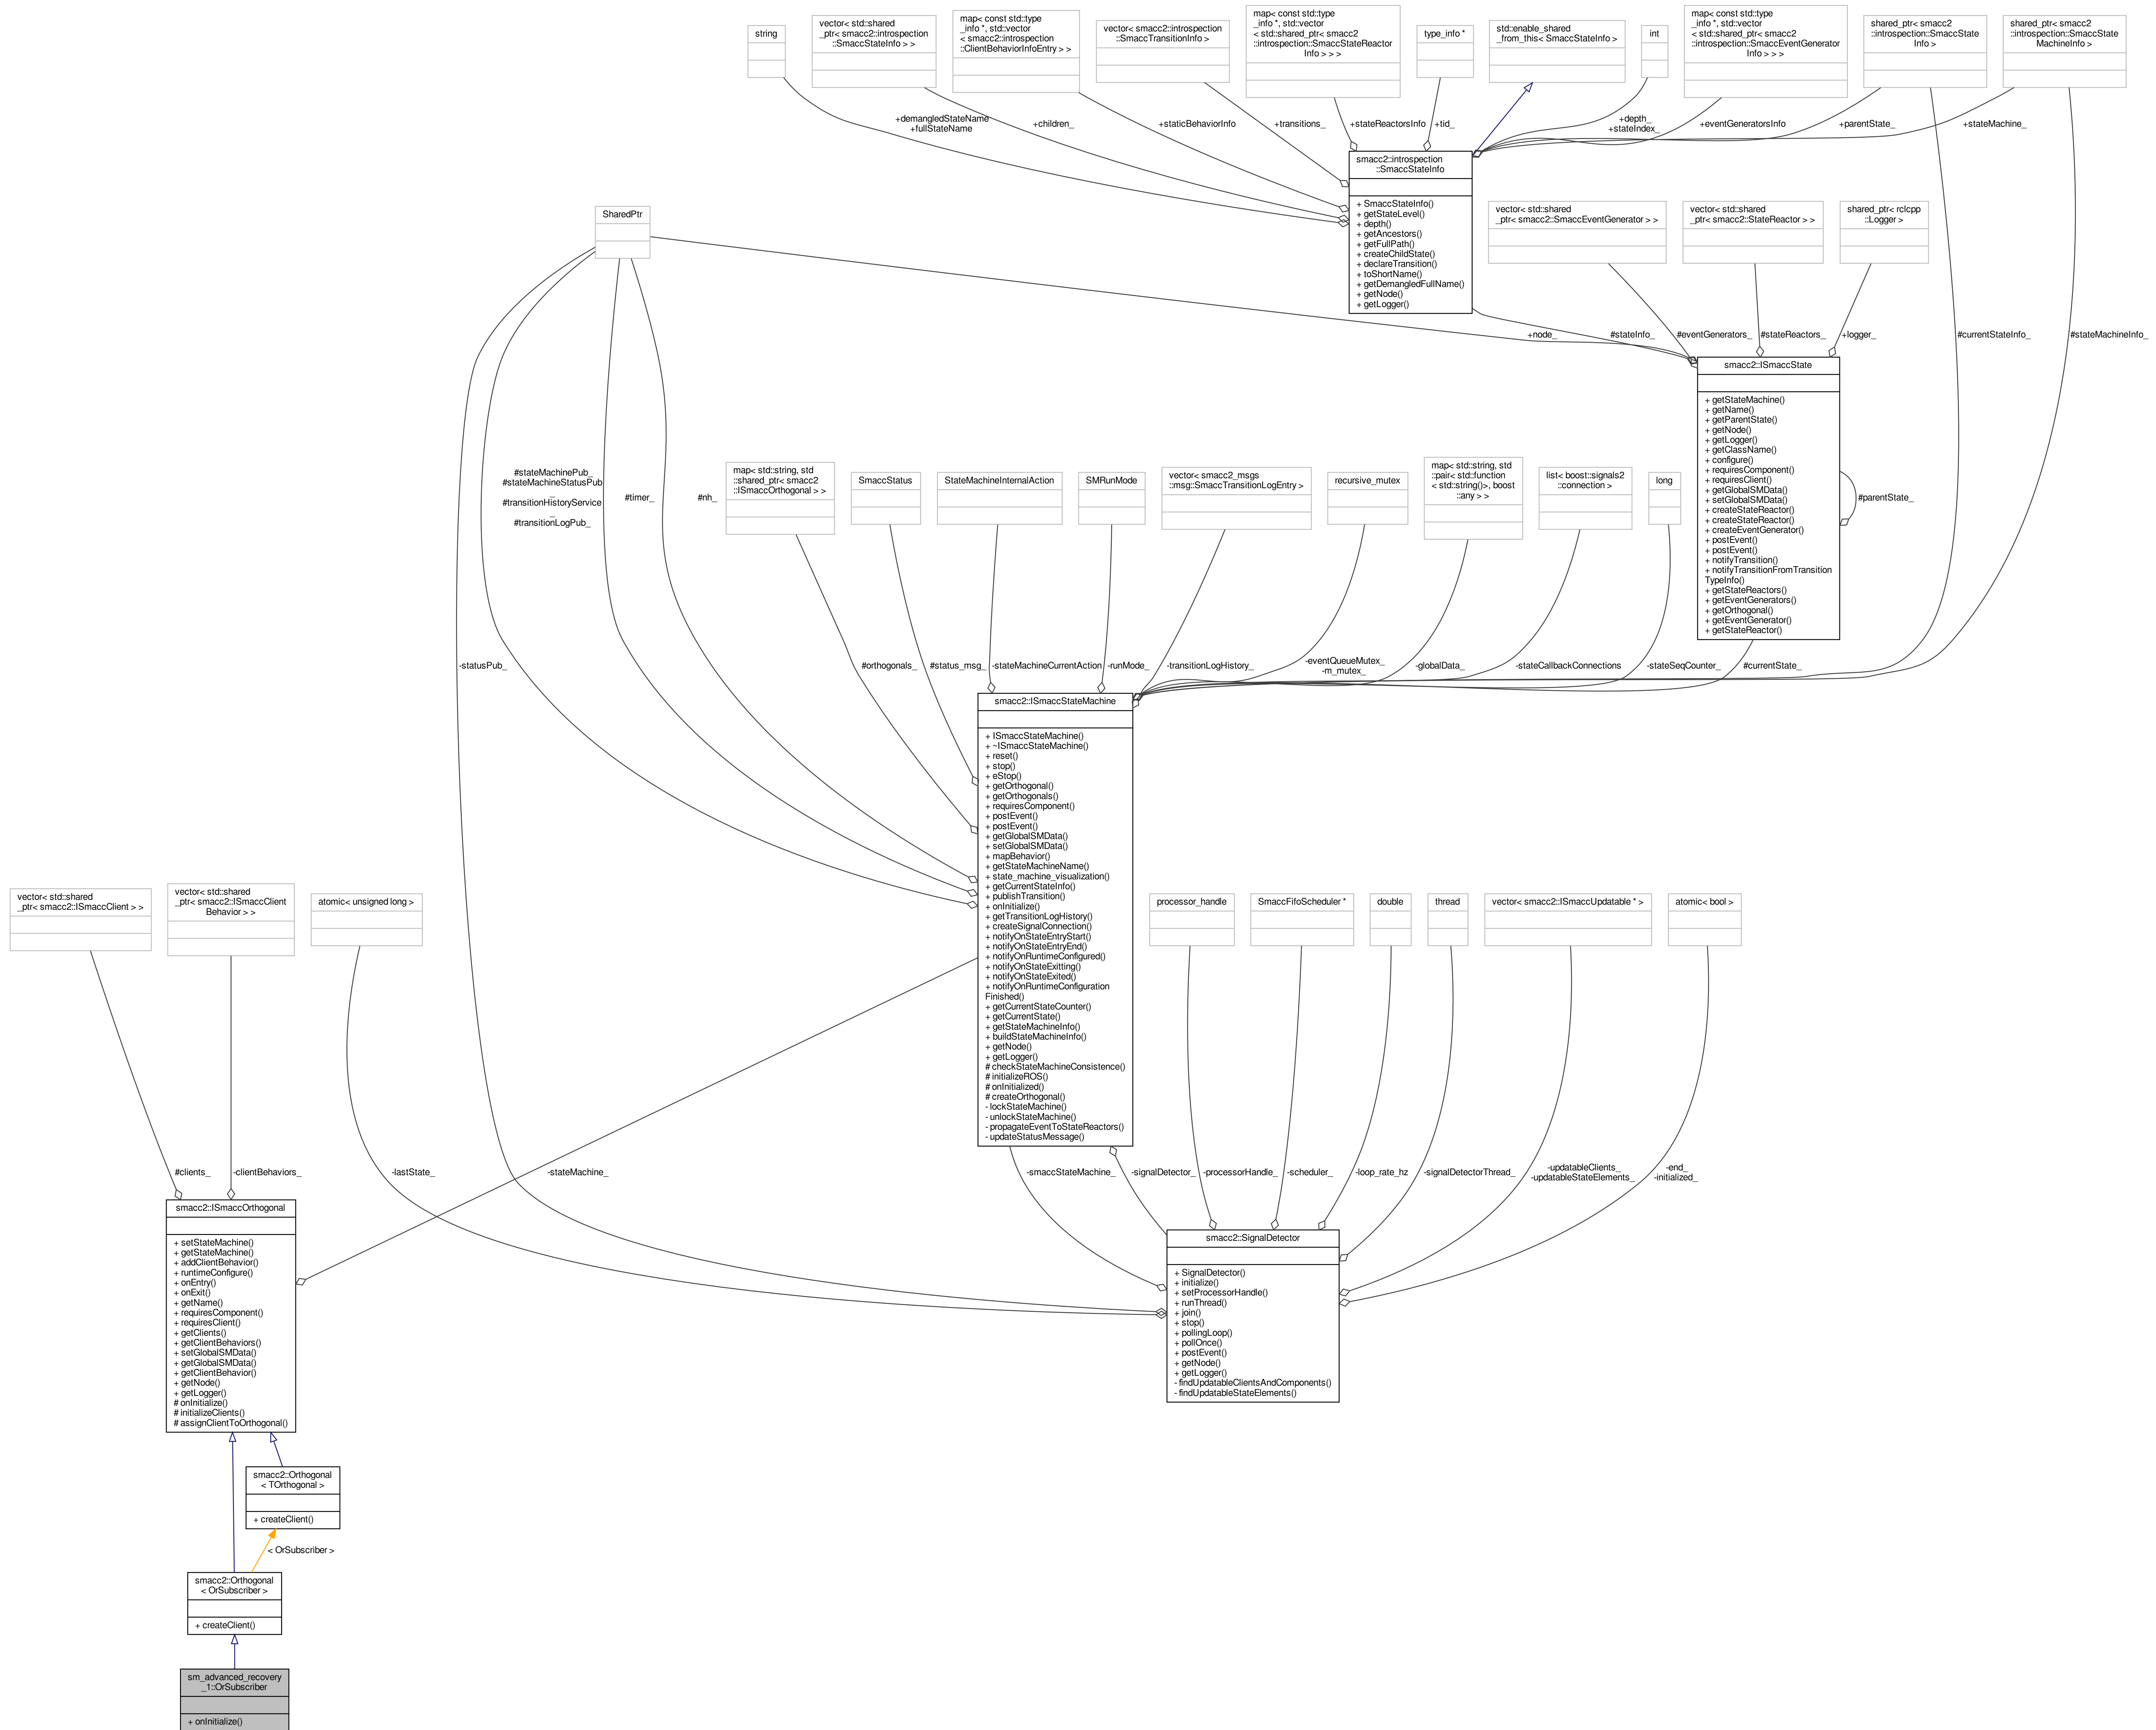 string
vector< std::shared
_ptr< smacc2::introspection
::SmaccStateInfo > >
map< const std::type
_info *, std::vector
< smacc2::introspection
::ClientBehaviorInfoEntry > >
vector< smacc2::introspection
::SmaccTransitionInfo >
map< const std::type
_info *, std::vector
< std::shared_ptr< smacc2
::introspection::SmaccStateReactor
Info > > >
type_info *
std::enable_shared
_from_this< SmaccStateInfo >
int
map< const std::type
_info *, std::vector
< std::shared_ptr< smacc2
::introspection::SmaccEventGenerator
Info > > >
shared_ptr< smacc2
::introspection::SmaccState
Info >
shared_ptr< smacc2
::introspection::SmaccState
MachineInfo >
+demangledStateName
+fullStateName
+children_
+staticBehaviorInfo
+transitions_
+stateReactorsInfo
+tid_
+depth_
+stateIndex_
+eventGeneratorsInfo
+parentState_
+stateMachine_
smacc2::introspection
::SmaccStateInfo
+ SmaccStateInfo()
+ getStateLevel()
+ depth()
+ getAncestors()
+ getFullPath()
+ createChildState()
+ declareTransition()
+ toShortName()
+ getDemangledFullName()
+ getNode()
+ getLogger()
SharedPtr
vector< std::shared
_ptr< smacc2::SmaccEventGenerator > >
vector< std::shared
_ptr< smacc2::StateReactor > >
shared_ptr< rclcpp
::Logger >
+node_
#stateInfo_
#eventGenerators_
#stateReactors_
+logger_
#currentStateInfo_
#stateMachineInfo_
smacc2::ISmaccState
+ getStateMachine()
+ getName()
+ getParentState()
+ getNode()
+ getLogger()
+ getClassName()
+ configure()
+ requiresComponent()
+ requiresClient()
+ getGlobalSMData()
+ setGlobalSMData()
+ createStateReactor()
+ createStateReactor()
+ createEventGenerator()
+ postEvent()
+ postEvent()
+ notifyTransition()
+ notifyTransitionFromTransition
TypeInfo()
+ getStateReactors()
+ getEventGenerators()
+ getOrthogonal()
+ getEventGenerator()
+ getStateReactor()
#parentState_
#stateMachinePub_
#stateMachineStatusPub
_
#transitionHistoryService
_
#transitionLogPub_
#timer_
#nh_
map< std::string, std
::shared_ptr< smacc2
::ISmaccOrthogonal > >
SmaccStatus
StateMachineInternalAction
SMRunMode
vector< smacc2_msgs
::msg::SmaccTransitionLogEntry >
recursive_mutex
map< std::string, std
::pair< std::function
< std::string()>, boost
::any > >
list< boost::signals2
::connection >
long
-statusPub_
#orthogonals_
#status_msg_
-stateMachineCurrentAction
-runMode_
-transitionLogHistory_
-eventQueueMutex_
-m_mutex_
-globalData_
-stateCallbackConnections
-stateSeqCounter_
#currentState_
smacc2::ISmaccStateMachine
+ ISmaccStateMachine()
+ ~ISmaccStateMachine()
+ reset()
+ stop()
+ eStop()
+ getOrthogonal()
+ getOrthogonals()
+ requiresComponent()
+ postEvent()
+ postEvent()
+ getGlobalSMData()
+ setGlobalSMData()
+ mapBehavior()
+ getStateMachineName()
+ state_machine_visualization()
+ getCurrentStateInfo()
+ publishTransition()
+ onInitialize()
+ getTransitionLogHistory()
+ createSignalConnection()
+ notifyOnStateEntryStart()
+ notifyOnStateEntryEnd()
+ notifyOnRuntimeConfigured()
+ notifyOnStateExitting()
+ notifyOnStateExited()
+ notifyOnRuntimeConfiguration
Finished()
+ getCurrentStateCounter()
+ getCurrentState()
+ getStateMachineInfo()
+ buildStateMachineInfo()
+ getNode()
+ getLogger()
# checkStateMachineConsistence()
# initializeROS()
# onInitialized()
# createOrthogonal()
- lockStateMachine()
- unlockStateMachine()
- propagateEventToStateReactors()
- updateStatusMessage()
vector< std::shared
_ptr< smacc2::ISmaccClient > >
vector< std::shared
_ptr< smacc2::ISmaccClient
Behavior > >
atomic< unsigned long >
processor_handle
SmaccFifoScheduler *
double
thread
vector< smacc2::ISmaccUpdatable * >
atomic< bool >
#clients_
-clientBehaviors_
-lastState_
-stateMachine_
-smaccStateMachine_
-signalDetector_
-processorHandle_
-scheduler_
-loop_rate_hz
-signalDetectorThread_
-updatableClients_
-updatableStateElements_
-end_
-initialized_
smacc2::ISmaccOrthogonal
+ setStateMachine()
+ getStateMachine()
+ addClientBehavior()
+ runtimeConfigure()
+ onEntry()
+ onExit()
+ getName()
+ requiresComponent()
+ requiresClient()
+ getClients()
+ getClientBehaviors()
+ setGlobalSMData()
+ getGlobalSMData()
+ getClientBehavior()
+ getNode()
+ getLogger()
# onInitialize()
# initializeClients()
# assignClientToOrthogonal()
smacc2::SignalDetector
+ SignalDetector()
+ initialize()
+ setProcessorHandle()
+ runThread()
+ join()
+ stop()
+ pollingLoop()
+ pollOnce()
+ postEvent()
+ getNode()
+ getLogger()
- findUpdatableClientsAndComponents()
- findUpdatableStateElements()
smacc2::Orthogonal
< TOrthogonal >
+ createClient()
< OrSubscriber >
smacc2::Orthogonal
< OrSubscriber >
+ createClient()
sm_advanced_recovery
_1::OrSubscriber
+ onInitialize()